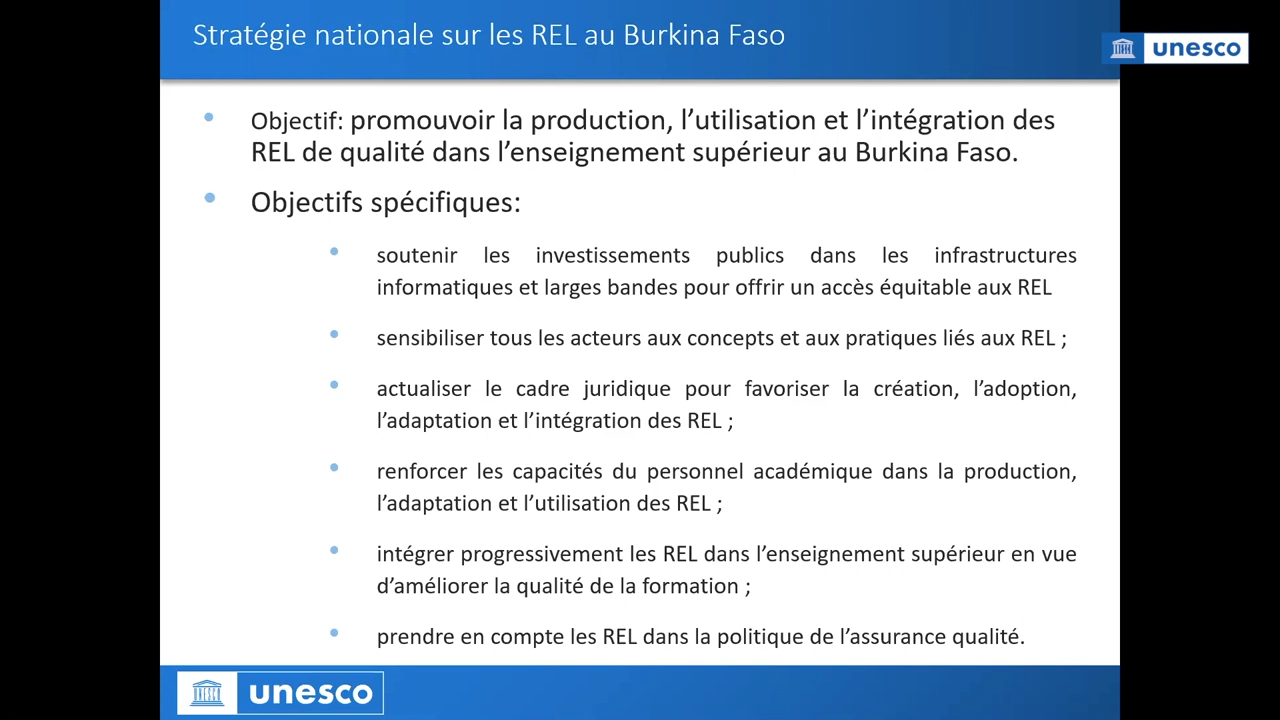 Stratégie nationale sur les REL au Burkina Faso
unesco
Objectif: promouvoir la production, l’utilisation et l’intégration des
REL de qualité dans l’enseignement supérieur au Burkina Faso.
Objectifs spécifiques:
soutenir les investissements publics dans les infrastructures
informatiques et larges bandes pour offrir un accès équitable aux REL
sensibiliser tous les acteurs aux concepts et aux pratiques liés aux REL ;
actualiser le cadre juridique pour favoriser la création, l’adoption,
l’adaptation et l’intégration des REL ;
renforcer les capacités du personnel académique dans la production,
l’adaptation et l’utilisation des REL ;
intégrer progressivement les REL dans l’enseignement supérieur en vue
d’améliorer la qualité de la formation ;
prendre en compte les REL dans la politique de l’assurance qualité.
unesco